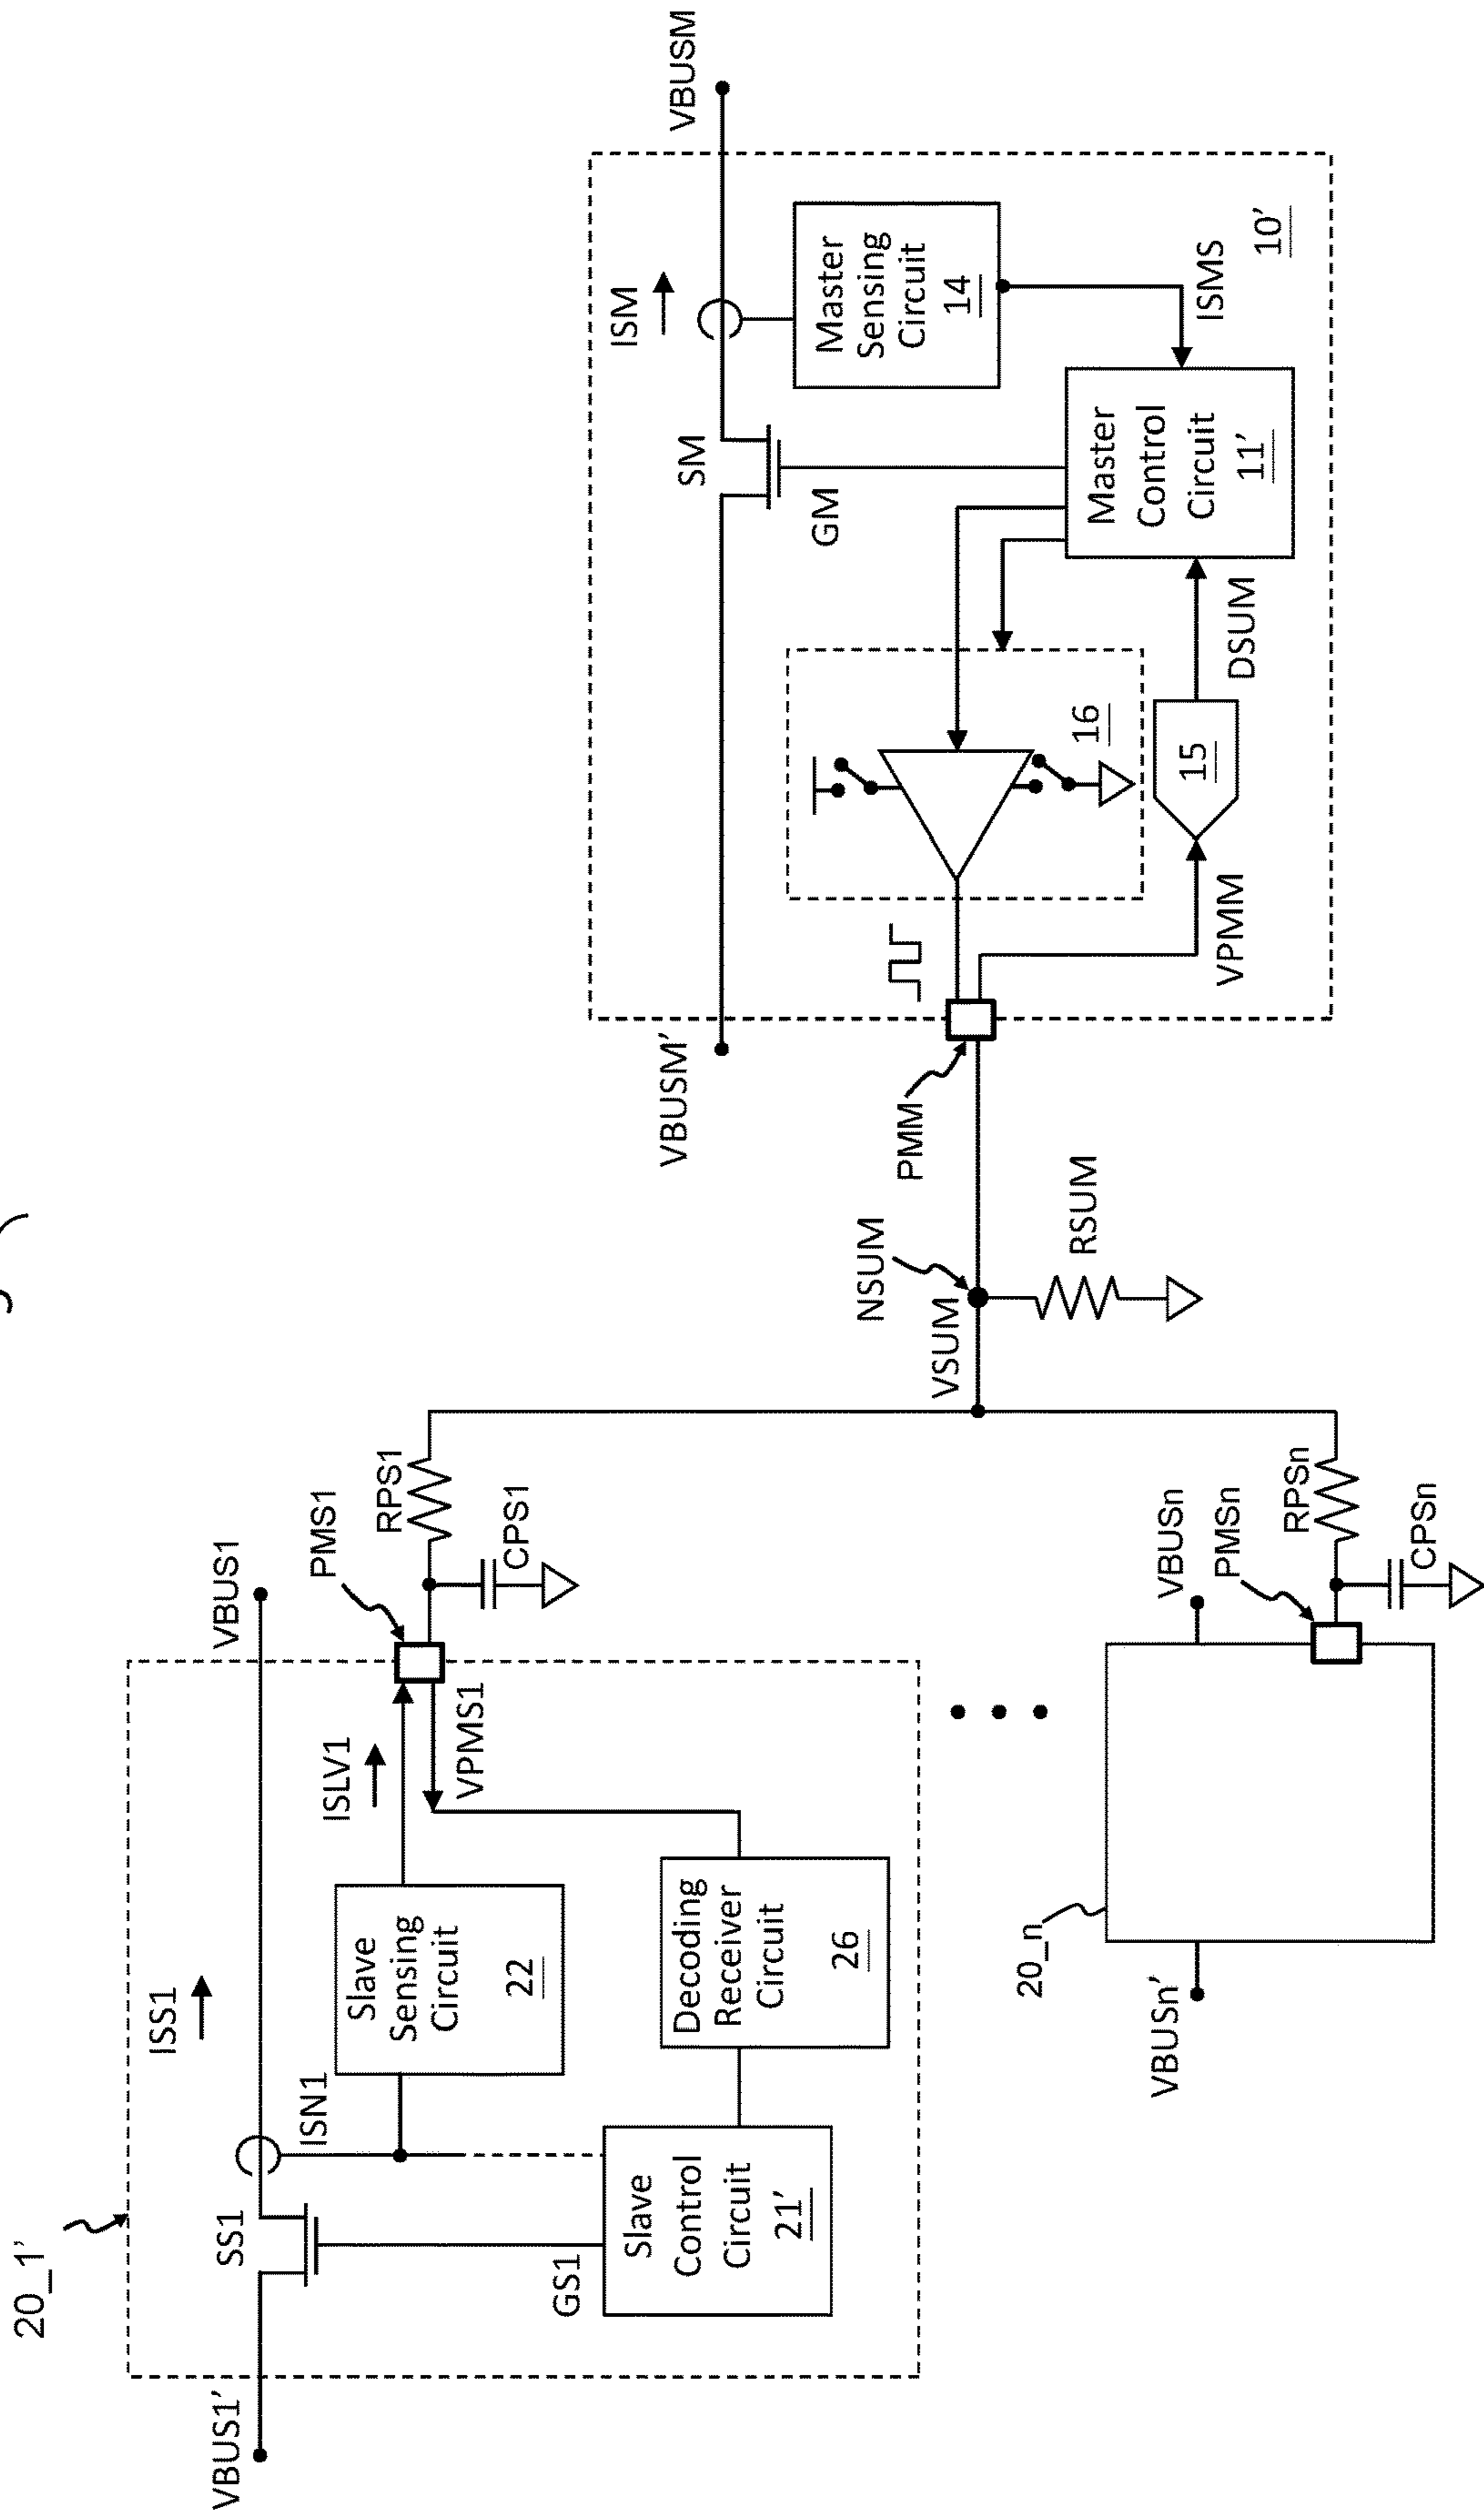 20_1'
VBUS1'
SS1
ISS1
VBUS1
ISN1
GS1
Slave
Control
Circuit
21'
Slave
Sensing
Circuit
22
ISLV1
PMS1
VPMS1
Decoding
Receiver
Circuit
26
RPS1
CPS1
VBUSn'
20_n
VBUSn
PMSn
RPSn
CPSn
VSUM
NSUM
RSUM
PMM
VBUSM'
SM
GM
ISM
VBUSM
Master
Sensing
Circuit
14
ISMS
10'
Master
Control
Circuit
11'
16
15
DSUM
VPMM